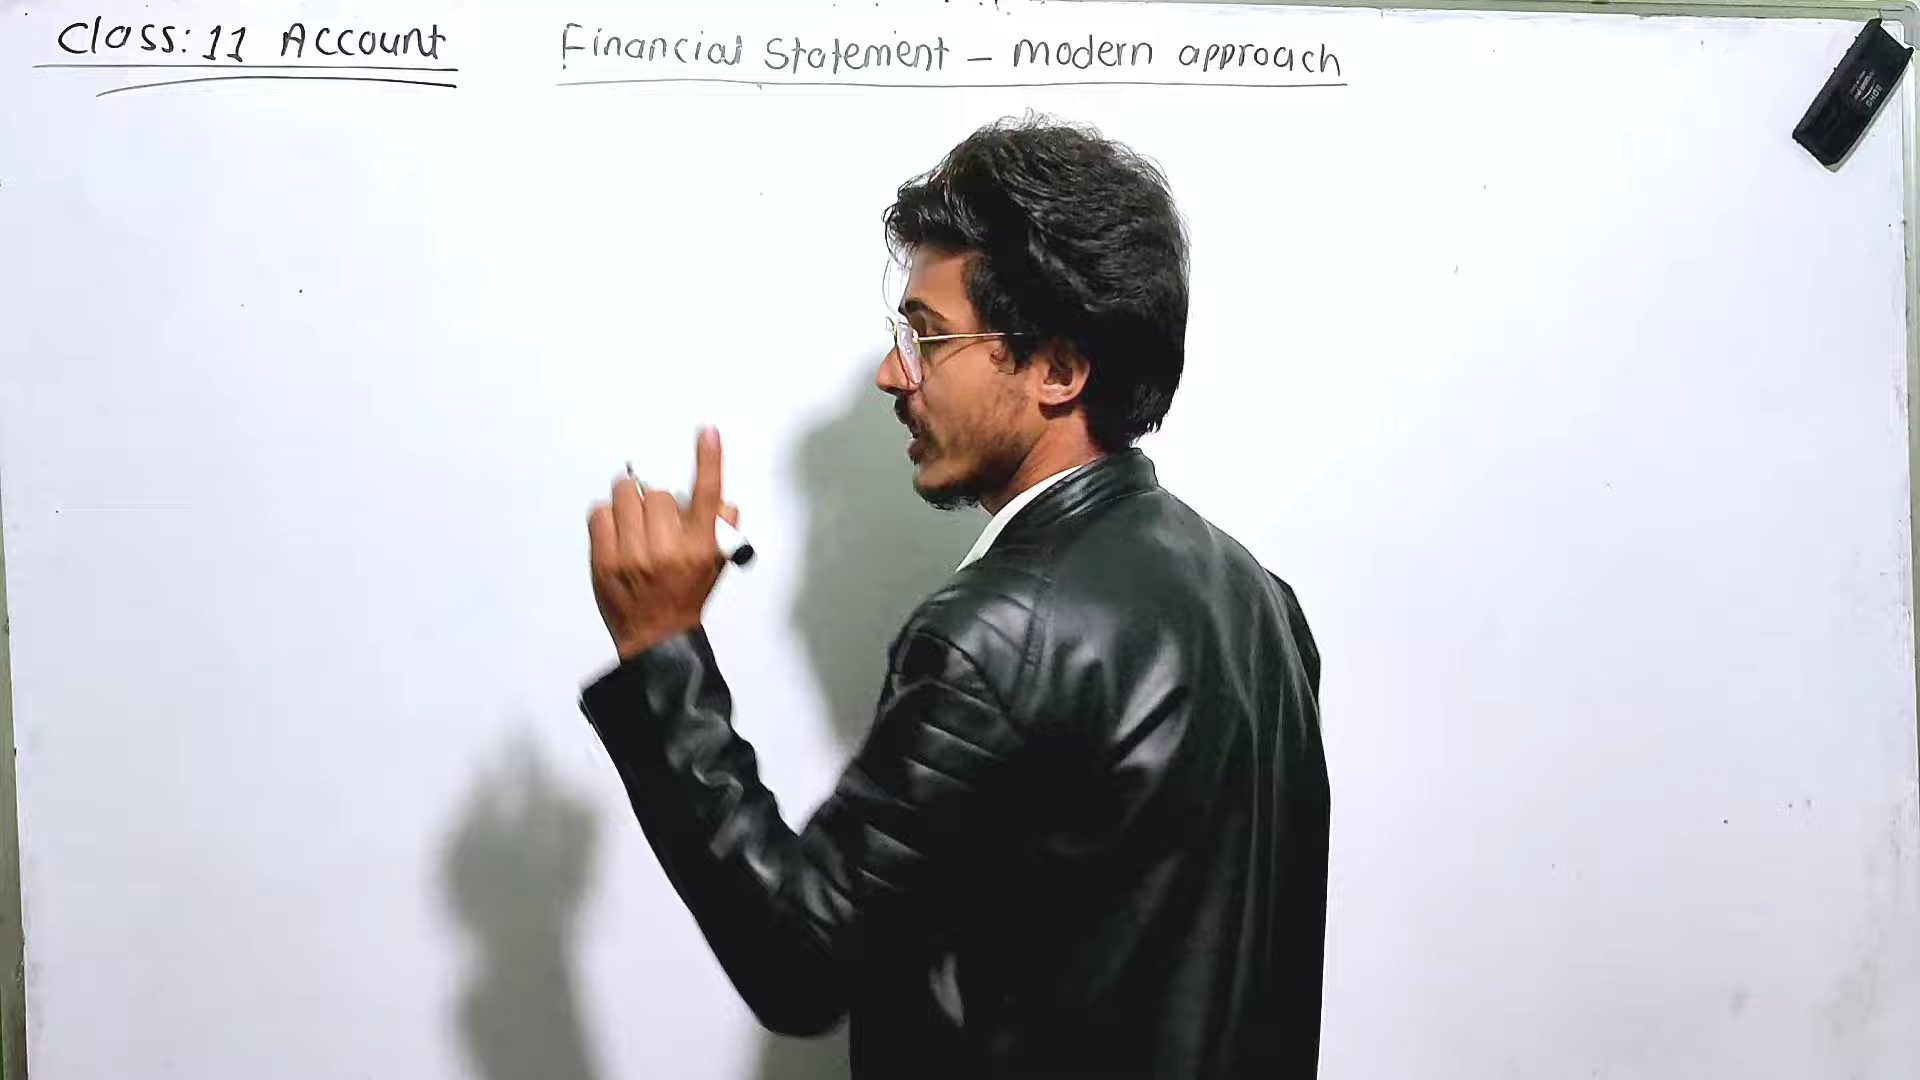 Class: 11 Account
Financial Statement - modern approach